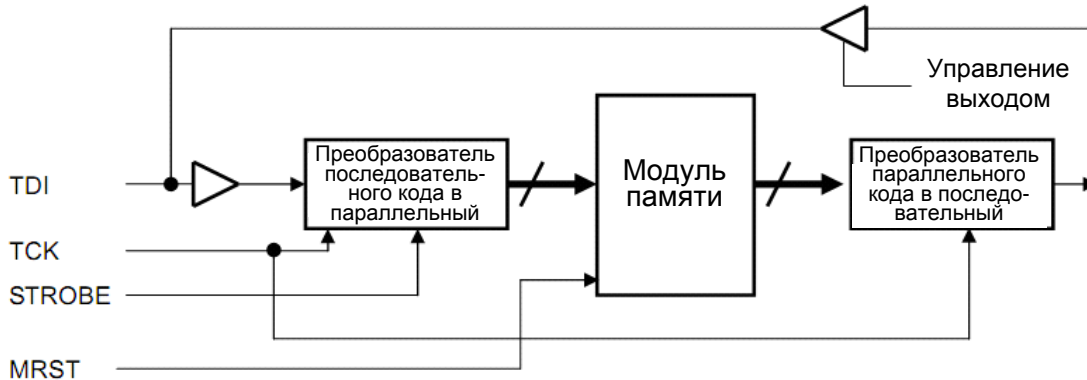 Управление
выходом
TDI
Преобразователь
последователь-
ного кода в
параллельный
Модуль
памяти
Преобразователь
параллельного
кода в последо-
вательный
TCK
STROBE
MRST